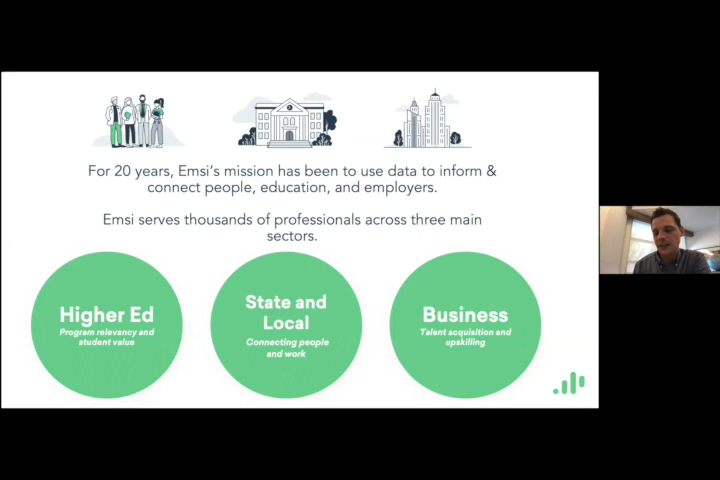 For 20 years, Emsi's mission has been to use data to inform &
connect people, education, and employers.
Emsi serves thousands of professionals across three main
sectors.
Higher Ed
Program relevancy and
student value
State and
Local
Connecting people
and work
Business
Talent acquisition and
upskilling